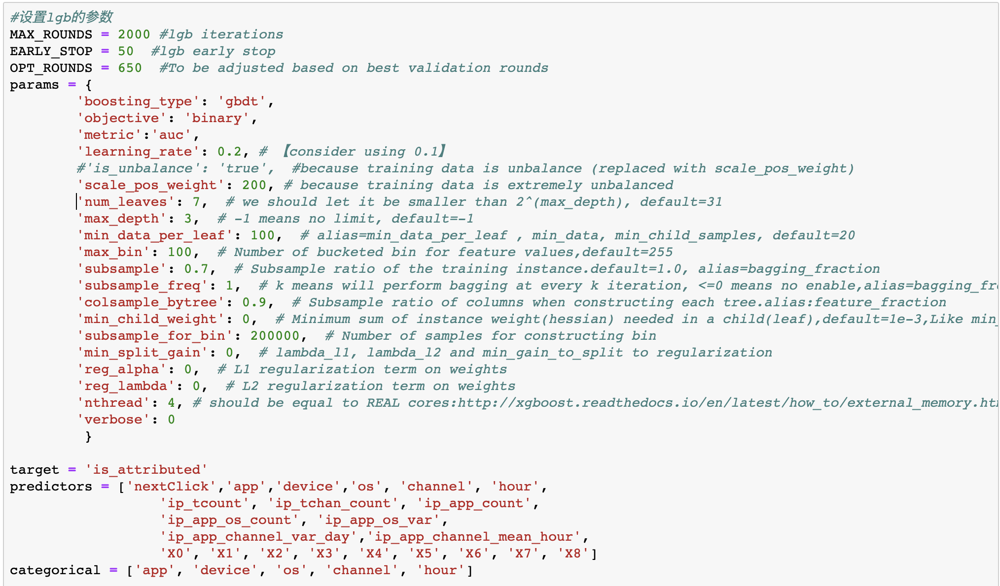 #设置lgb的参数
MAX_ROUNDS = 2000 #lgb iterations
EARLY_STOP = 50  #lgb early stop
OPT_ROUNDS = 650  #To be adjusted based on best validation rounds
params = {
        'boosting_type': 'gbdt',
        'objective': 'binary',
        'metric':'auc',
        'learning_rate': 0.2, # 【consider using 0.1】
        #'is_unbalance': 'true',  #because training data is unbalance (replaced with scale_pos_weight)
        'scale_pos_weight': 200, # because training data is extremely unbalanced
        'num_leaves': 7,  # we should let it be smaller than 2^(max_depth), default=31
        'max_depth': 3,  # -1 means no limit, default=-1
        'min_data_per_leaf': 100,  # alias=min_data_per_leaf , min_data, min_child_samples, default=20
        'max_bin': 100,  # Number of bucketed bin for feature values,default=255
        'subsample': 0.7,  # Subsample ratio of the training instance.default=1.0, alias=bagging_fraction
        'subsample_freq': 1,  # k means will perform bagging at every k iteration, <=0 means no enable,alias=bagging_fr
        'colsample_bytree': 0.9,  # Subsample ratio of columns when constructing each tree.alias:feature_fraction
        'min_child_weight': 0,  # Minimum sum of instance weight(hessian) needed in a child(leaf),default=1e-3,Like min_
        'subsample_for_bin': 200000,  # Number of samples for constructing bin
        'min_split_gain': 0,  # lambda_l1, lambda_l2 and min_gain_to_split to regularization
        'reg_alpha': 0,  # L1 regularization term on weights
        'reg_lambda': 0,  # L2 regularization term on weights
        'nthread': 4, # should be equal to REAL cores:http://xgboost.readthedocs.io/en/latest/how_to/external_memory.ht
        'verbose': 0
         }
target = 'is_attributed'
predictors = ['nextClick','app','device','os', 'channel', 'hour',
                  'ip_tcount', 'ip_tchan_count', 'ip_app_count',
                  'ip_app_os_count', 'ip_app_os_var',
                  'ip_app_channel_var_day','ip_app_channel_mean_hour',
                  'X0', 'X1', 'X2', 'X3', 'X4', 'X5', 'X6', 'X7', 'X8']
categorical = ['app', 'device', 'os', 'channel', 'hour']